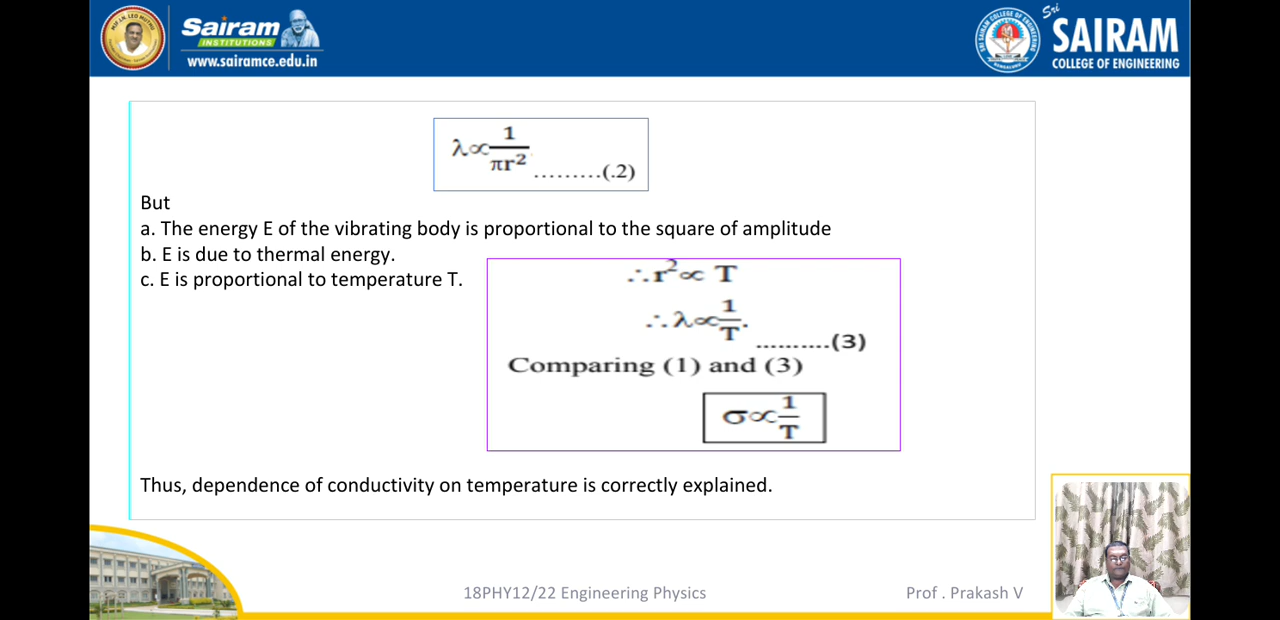 Sairam
INSTITUTIONS
www.sairamce.edu.in
Sri
SAIRAM
COLLEGE OF ENGINEERING
λ∝1/πr² .........(.2)
But
a. The energy E of the vibrating body is proportional to the square of amplitude
b. E is due to thermal energy.
c. E is proportional to temperature T.
∴.r²∝ T
∴.λ∝1/T. ..........(3)
Comparing (1) and (3)
σ∝1/T
Thus, dependence of conductivity on temperature is correctly explained.
18PHY12/22 Engineering Physics
Prof . Prakash V